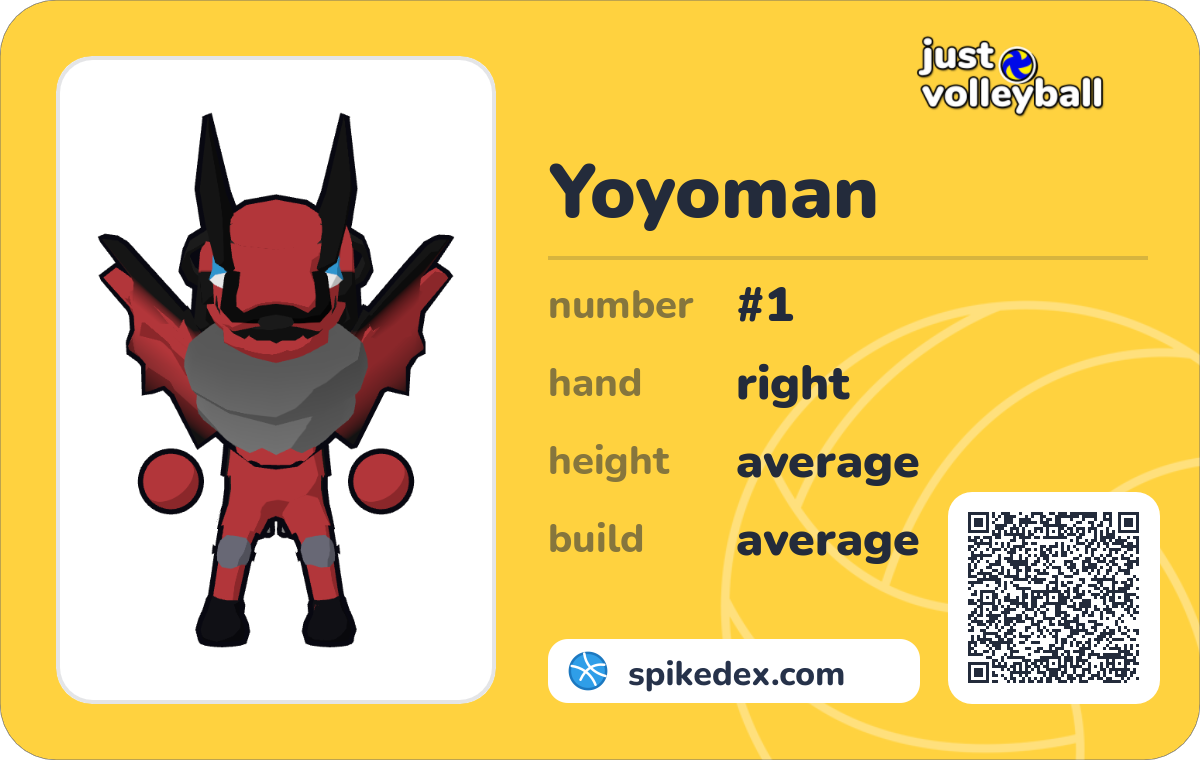 just
volleyball
Yoyoman
number #1
hand right
height average
build average
spikedex.com